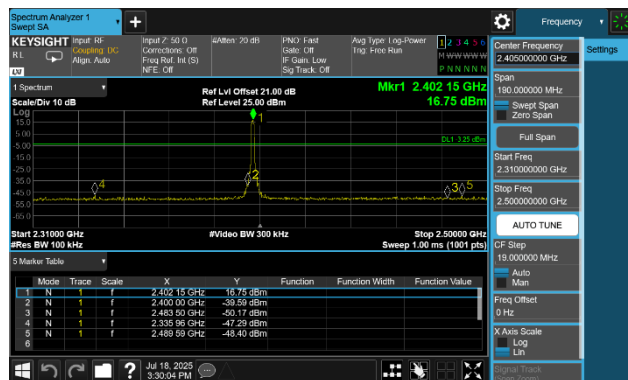 Spectrum Analyzer 1
Swept SA
Frequency
KEYSIGHT
RL
Input: RF
Coupling: DC
Align: Auto
Input Z: 50 Ω
Corrections: Off
Freq Ref: Int (S)
NFE: Off
#Atten: 20 dB
PNO: Fast
Gate: Off
IF Gain: Low
Sig Track: Off
Avg Type: Log-Power
Trig: Free Run
1 2 3 4 5 6
M W W W W W
P N N N N N
LXI
1 Spectrum
Scale/Div 10 dB
Ref Lvl Offset 21.00 dB
Ref Level 25.00 dBm
Mkr1 2.402 15 GHz
16.75 dBm
Log
15.0
5.00
-5.00
-15.0
-25.0
-35.0
-45.0
-55.0
-65.0
1
2
3
4
5
Start 2.31000 GHz
#Res BW 100 kHz
#Video BW 300 kHz
Stop 2.50000 GHz
Sweep 1.00 ms (1001 pts)
5 Marker Table
Mode Trace Scale X Y Function Function Width Function Value
1 N 1 f 2.402 15 GHz 16.75 dBm
2 N 1 f 2.400 00 GHz -39.59 dBm
3 N 1 f 2.483 50 GHz -50.17 dBm
4 N 1 f 2.335 96 GHz -47.29 dBm
5 N 1 f 2.489 59 GHz -48.40 dBm
6
Jul 18, 2025
3:30:04 PM
Center Frequency
2.405000000 GHz
Span
190.000000 MHz
Swept Span
Zero Span
Full Span
Start Freq
2.310000000 GHz
Stop Freq
2.500000000 GHz
AUTO TUNE
CF Step
19.000000 MHz
Auto
Man
Freq Offset
0 Hz
X Axis Scale
Log
Lin
Signal Track
Settings